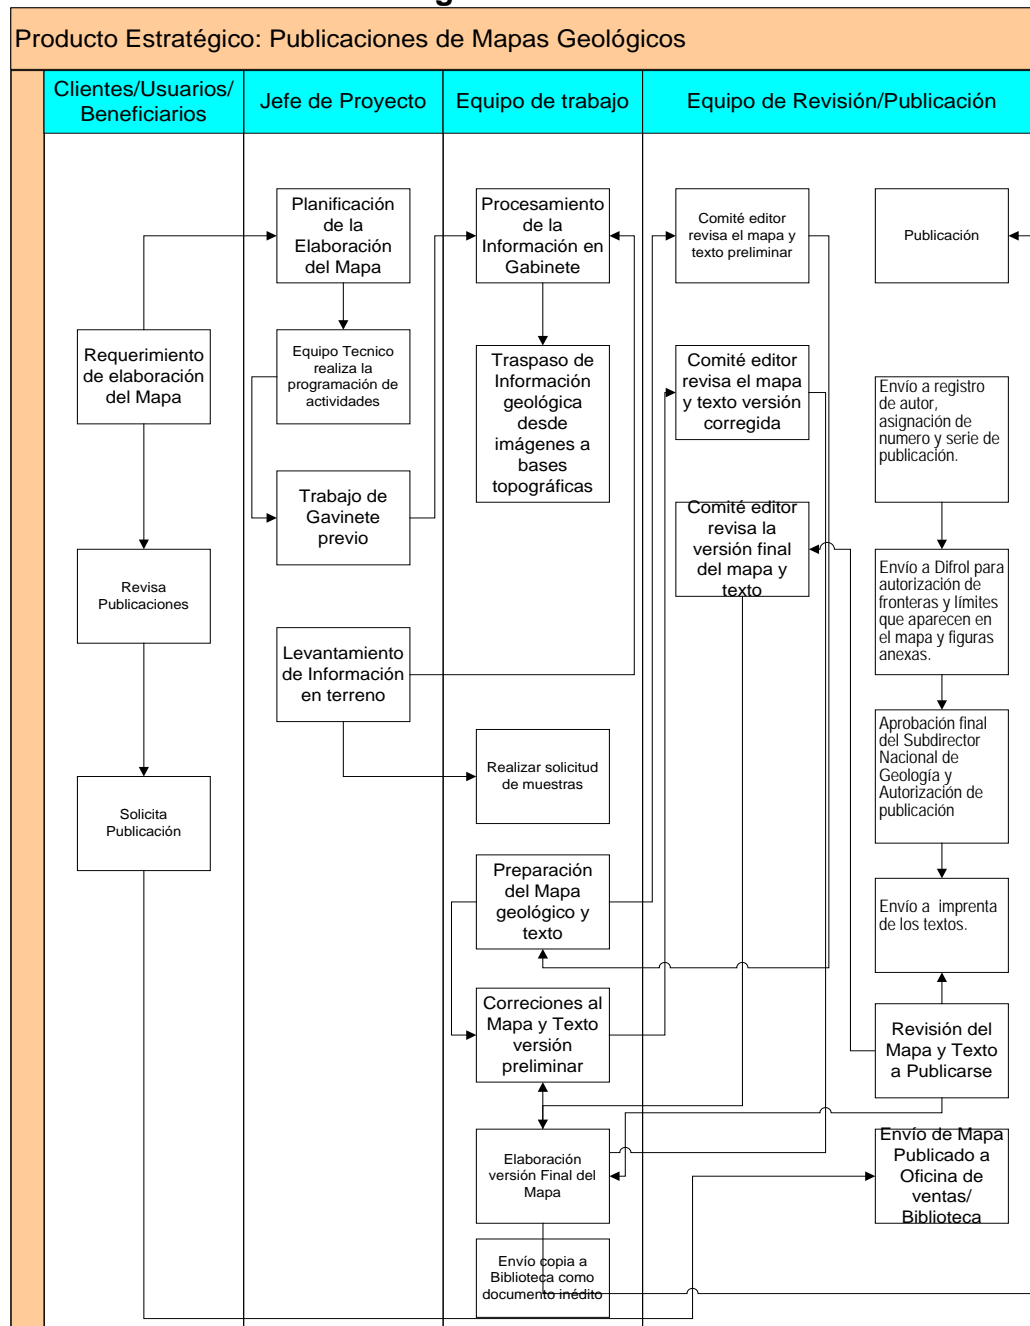 Producto Estratégico: Publicaciones de Mapas Geológicos
Clientes/Usuarios/
Beneficiarios
Jefe de Proyecto
Equipo de trabajo
Equipo de Revisión/Publicación
Requerimiento
de elaboración
del Mapa
Revisa
Publicaciones
Solicita
Publicación
Planificación
de la
Elaboración
del Mapa
Equipo Tecnico
realiza la
programación de
actividades
Trabajo de
Gavinete
previo
Levantamiento
de Información
en terreno
Procesamiento
de la
Información en
Gabinete
Traspaso de
Información
geológica
desde
imágenes a
bases
topográficas
Realizar solicitud
de muestras
Preparación
del Mapa
geológico y
texto
Correciones al
Mapa y Texto
versión
preliminar
Elaboración
versión Final del
Mapa
Envío copia a
Biblioteca como
documento inédito
Comité editor
revisa el mapa y
texto preliminar
Comité editor
revisa el mapa
y texto versión
corregida
Comité editor
revisa la
versión final
del mapa y
texto
Publicación
Envío a registro
de autor,
asignación de
numero y serie de
publicación.
Envío a Difrol para
autorización de
fronteras y límites
que aparecen en
el mapa y figuras
anexas.
Aprobación final
del Subdirector
Nacional de
Geología y
Autorización de
publicación
Envío a imprenta
de los textos.
Revisión del
Mapa y Texto
a Publicarse
Envío de Mapa
Publicado a
Oficina de
ventas/
Biblioteca